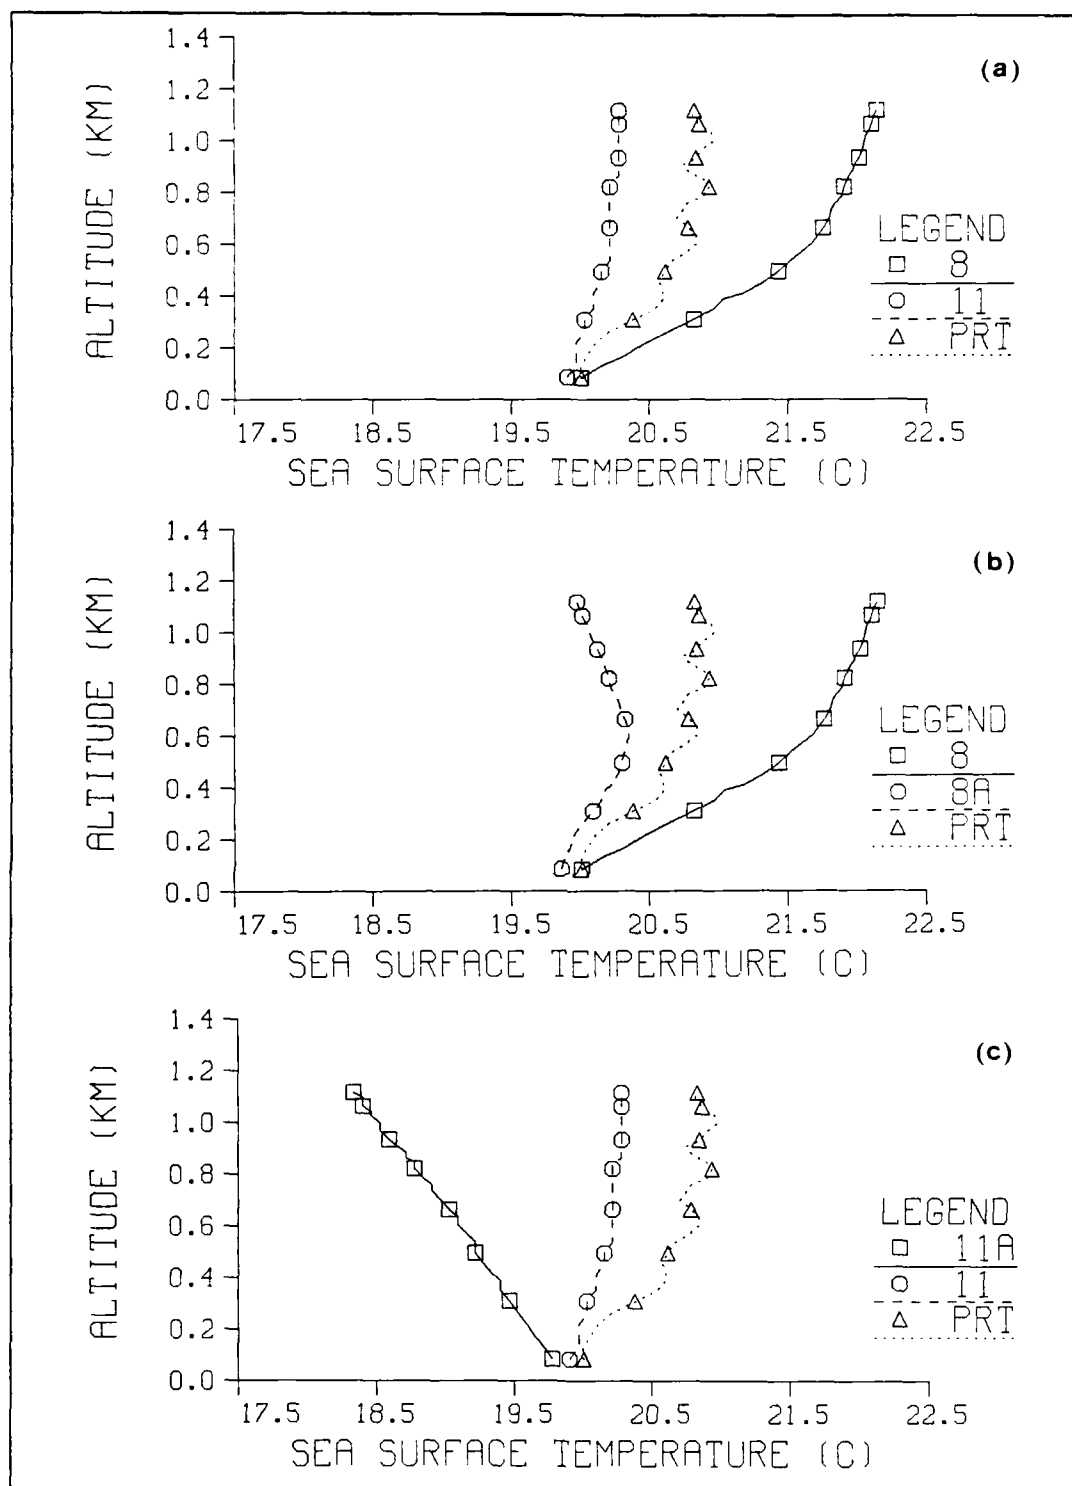 (a)
1.4
1.2
1.0
0.8
0.6
0.4
0.2
0.0
ALTITUDE (KM)
17.5 18.5 19.5 20.5 21.5 22.5
SEA SURFACE TEMPERATURE (C)
LEGEND
8
11
PRT
(b)
1.4
1.2
1.0
0.8
0.6
0.4
0.2
0.0
ALTITUDE (KM)
17.5 18.5 19.5 20.5 21.5 22.5
SEA SURFACE TEMPERATURE (C)
LEGEND
8
8A
PRT
(c)
1.4
1.2
1.0
0.8
0.6
0.4
0.2
0.0
ALTITUDE (KM)
17.5 18.5 19.5 20.5 21.5 22.5
SEA SURFACE TEMPERATURE (C)
LEGEND
11A
11
PRT